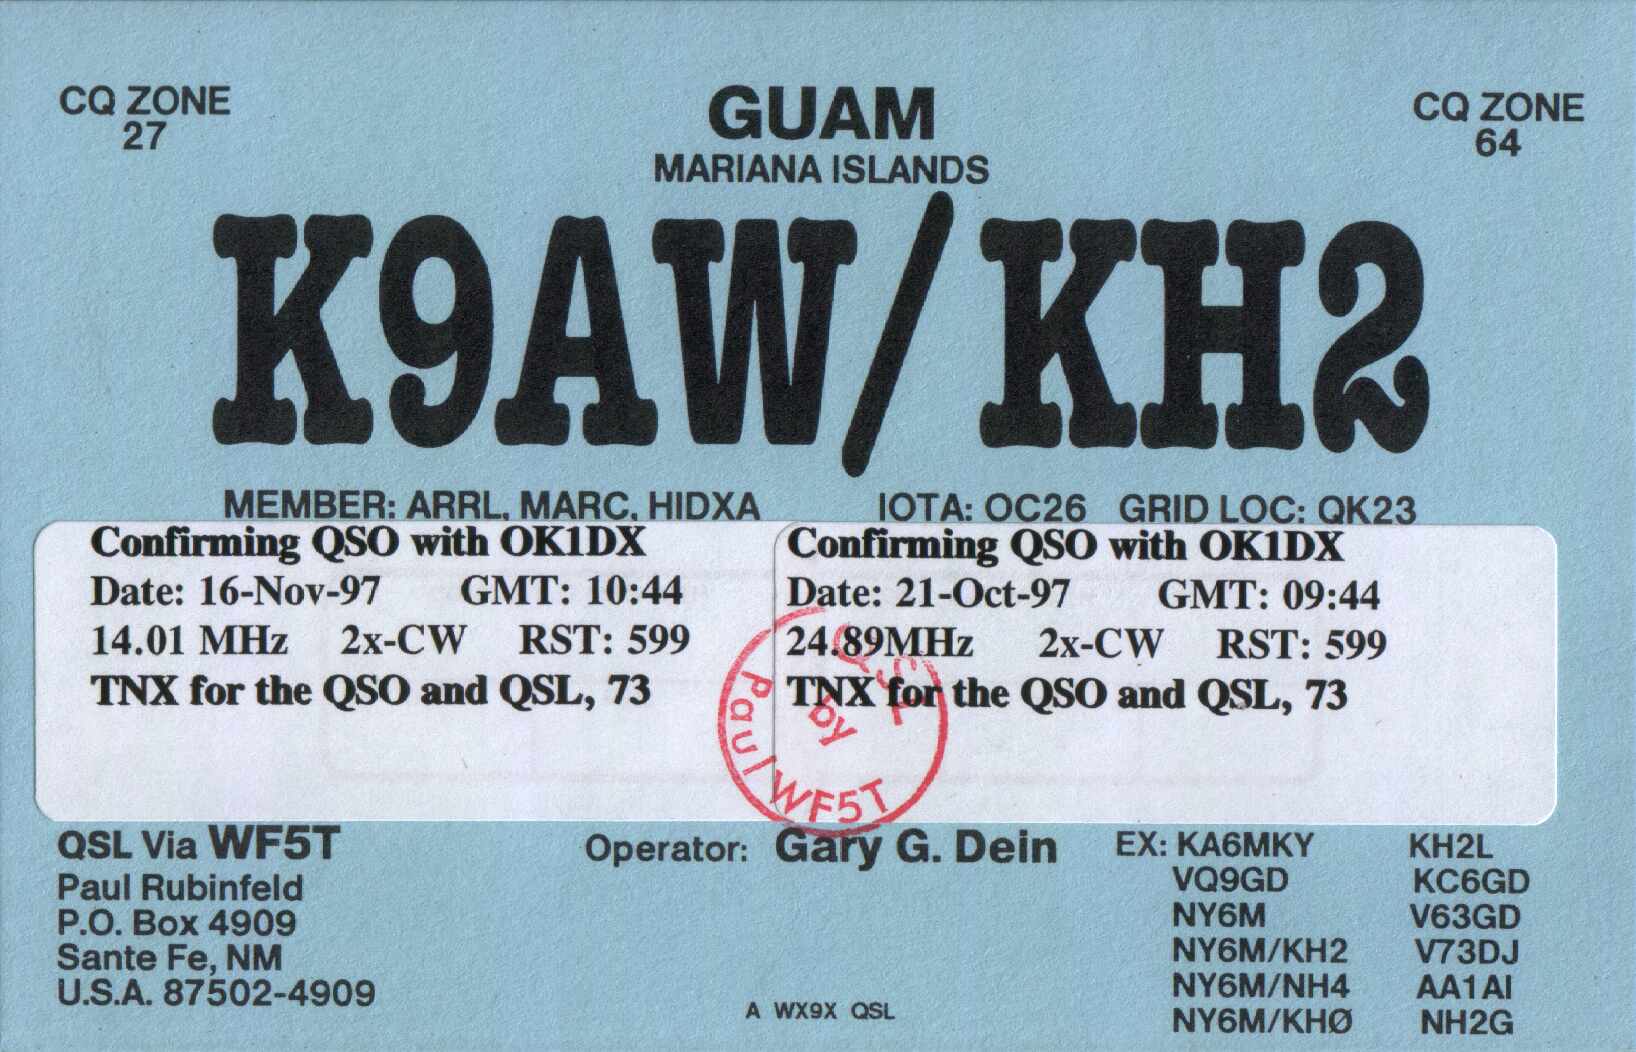 CQ ZONE
27
GUAM
MARIANA ISLANDS
CQ ZONE
64
K9AW/KH2
MEMBER: ARRL, MARC, HIDXA
IOTA: OC26 GRID LOC: QK23
Confirming QSO with OK1DX
Date: 16-Nov-97 GMT: 10:44
14.01 MHz 2x-CW RST: 599
TNX for the QSO and QSL, 73
Confirming QSO with OK1DX
Date: 21-Oct-97 GMT: 09:44
24.89MHz 2x-CW RST: 599
TNX for the QSO and QSL, 73
QSL
by
Paul WF5T
QSL Via WF5T
Paul Rubinfeld
P.O. Box 4909
Sante Fe, NM
U.S.A. 87502-4909
Operator: Gary G. Dein
A WX9X QSL
EX: KA6MKY KH2L
VQ9GD KC6GD
NY6M V63GD
NY6M/KH2 V73DJ
NY6M/NH4 AA1AI
NY6M/KHØ NH2G